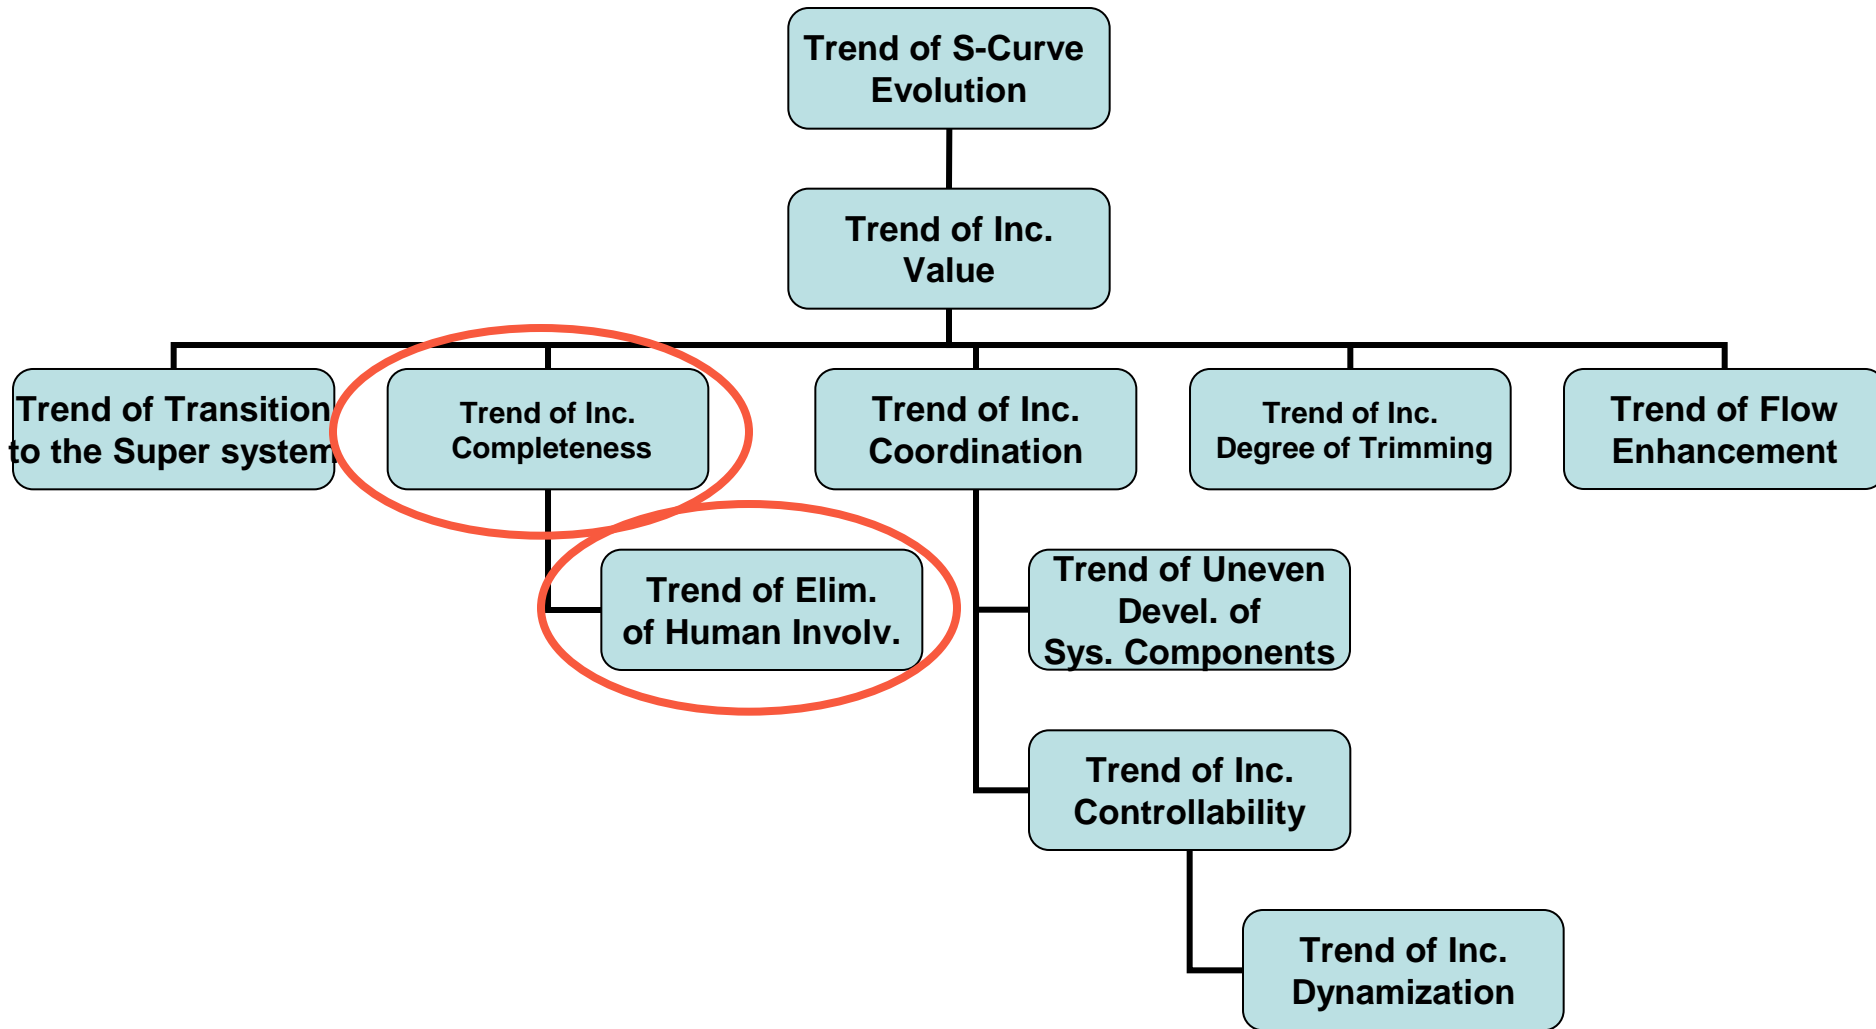 Trend of S-Curve
Evolution
Trend of Inc.
Value
Trend of Transition
to the Super system
Trend of Inc.
Completeness
Trend of Inc.
Coordination
Trend of Inc.
Degree of Trimming
Trend of Flow
Enhancement
Trend of Elim.
of Human Involv.
Trend of Uneven
Devel. of
Sys. Components
Trend of Inc.
Controllability
Trend of Inc.
Dynamization